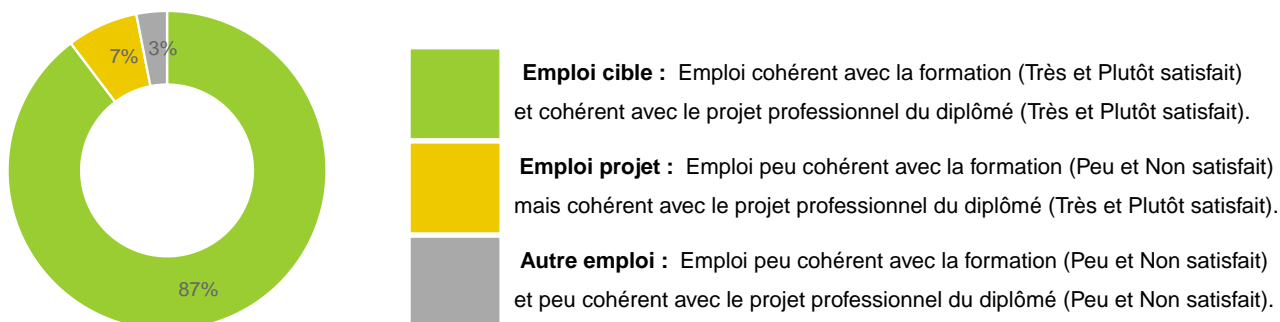 7%
3%
87%
Emploi cible : Emploi cohérent avec la formation (Très et Plutôt satisfait)
et cohérent avec le projet professionnel du diplômé (Très et Plutôt satisfait).
Emploi projet : Emploi peu cohérent avec la formation (Peu et Non satisfait)
mais cohérent avec le projet professionnel du diplômé (Très et Plutôt satisfait).
Autre emploi : Emploi peu cohérent avec la formation (Peu et Non satisfait)
et peu cohérent avec le projet professionnel du diplômé (Peu et Non satisfait).